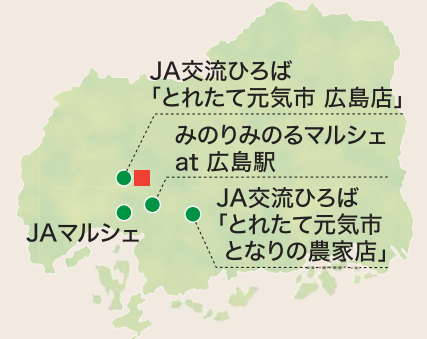 JA交流ひろば
「とれたて元気市 広島店」
みのりみのるマルシェ
at 広島駅
JA交流ひろば
「とれたて元気市
となりの農家店」
JAマルシェ